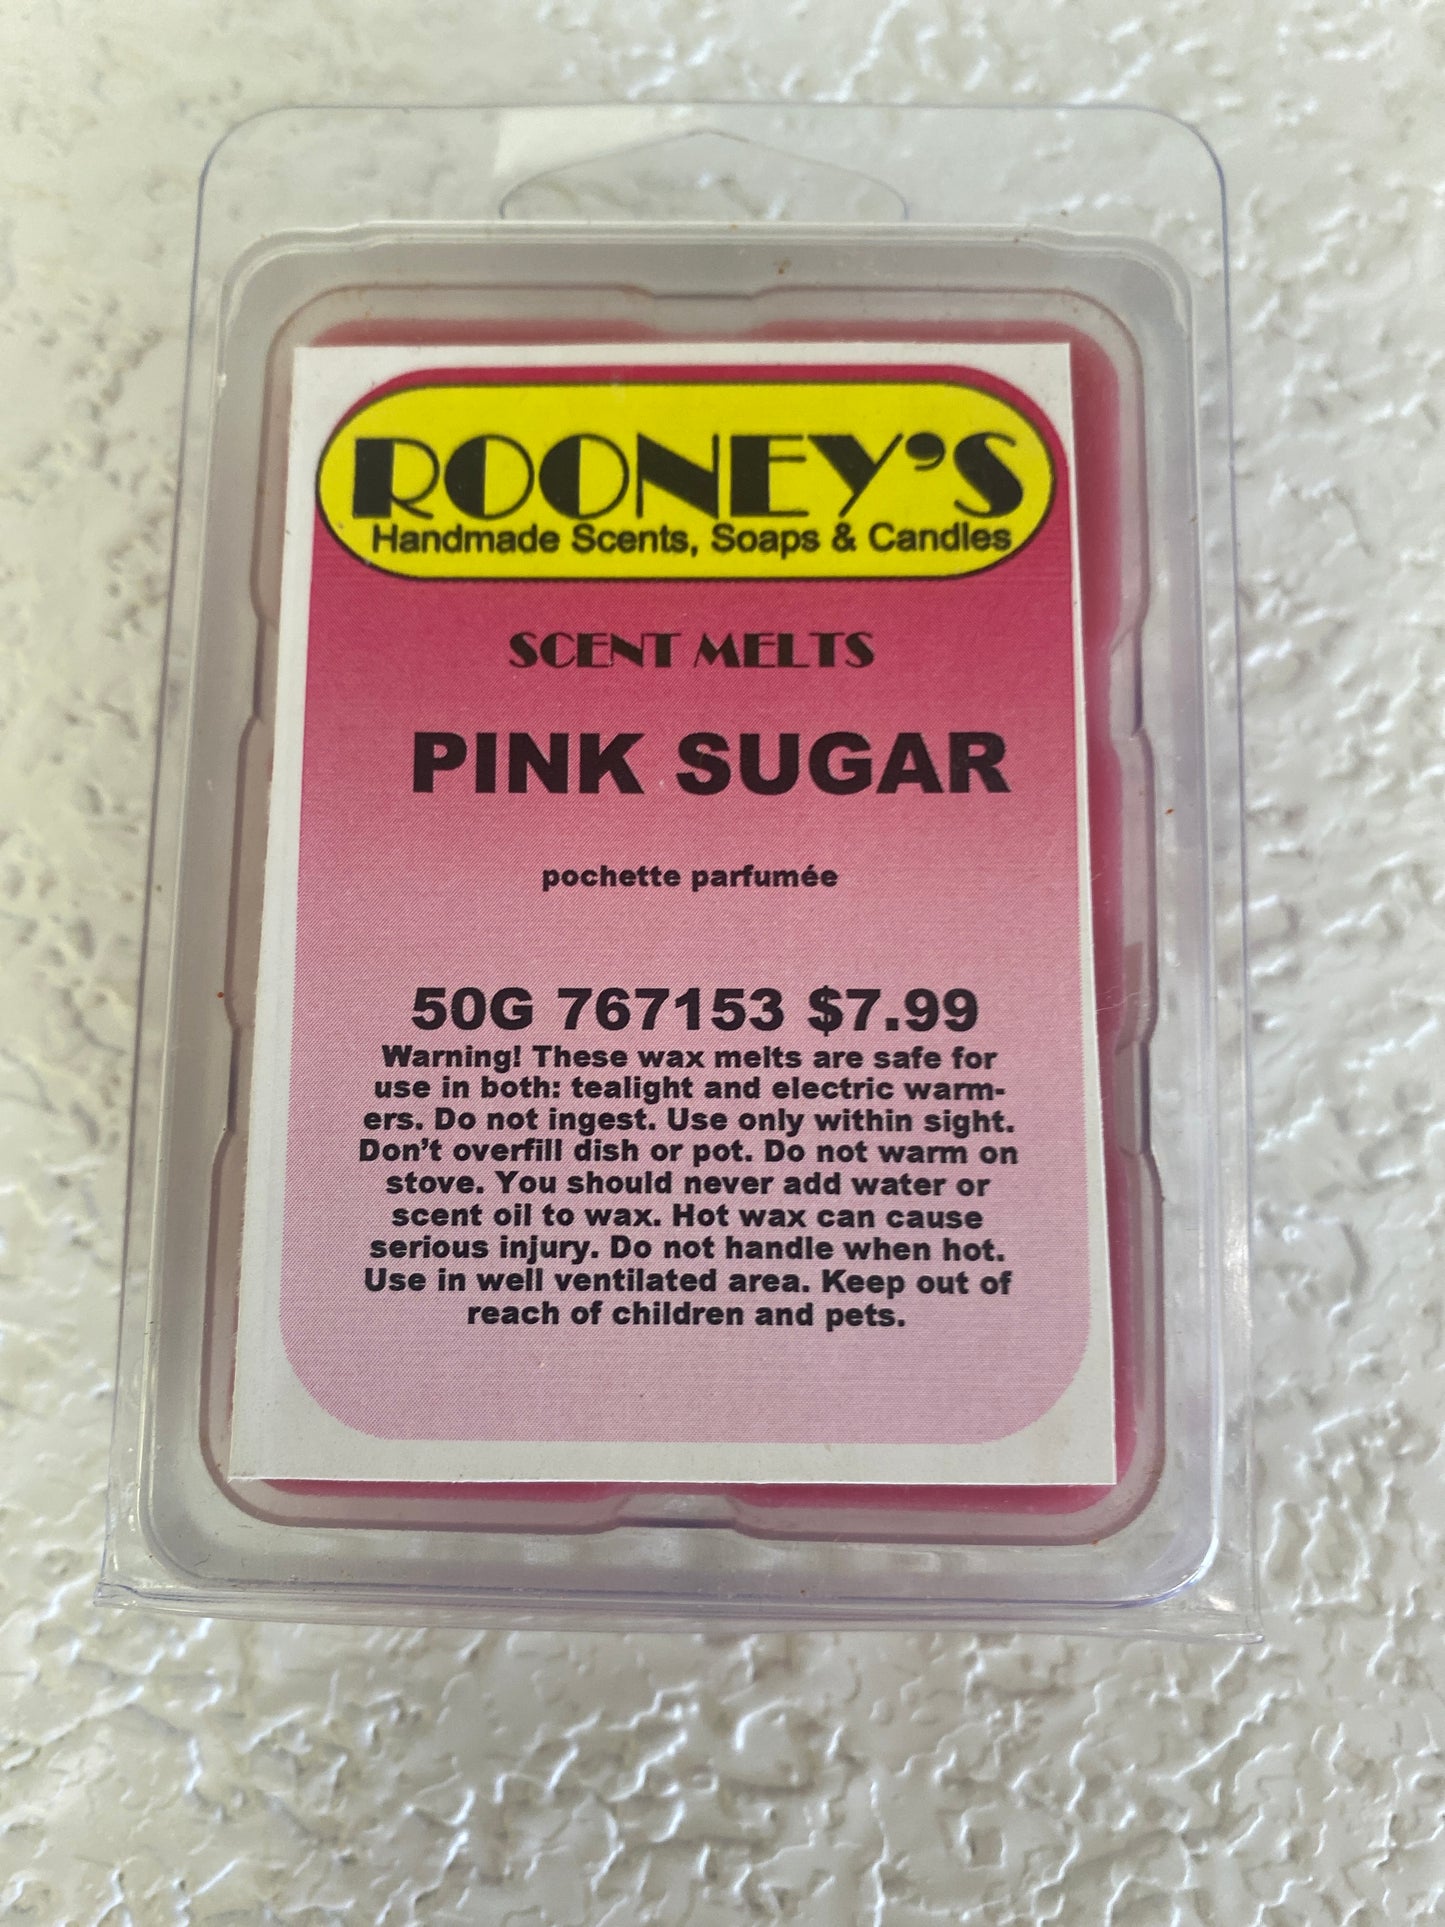 ROONEY'S
Handmade Scents, Soaps & Candles
SCENT MELTS
PINK SUGAR
pochette parfumée
50G 767153 $7.99
Warning! These wax melts are safe for
use in both: tealight and electric warm-
ers. Do not ingest. Use only within sight.
Don't overfill dish or pot. Do not warm on
stove. You should never add water or
scent oil to wax. Hot wax can cause
serious injury. Do not handle when hot.
Use in well ventilated area. Keep out of
reach of children and pets.